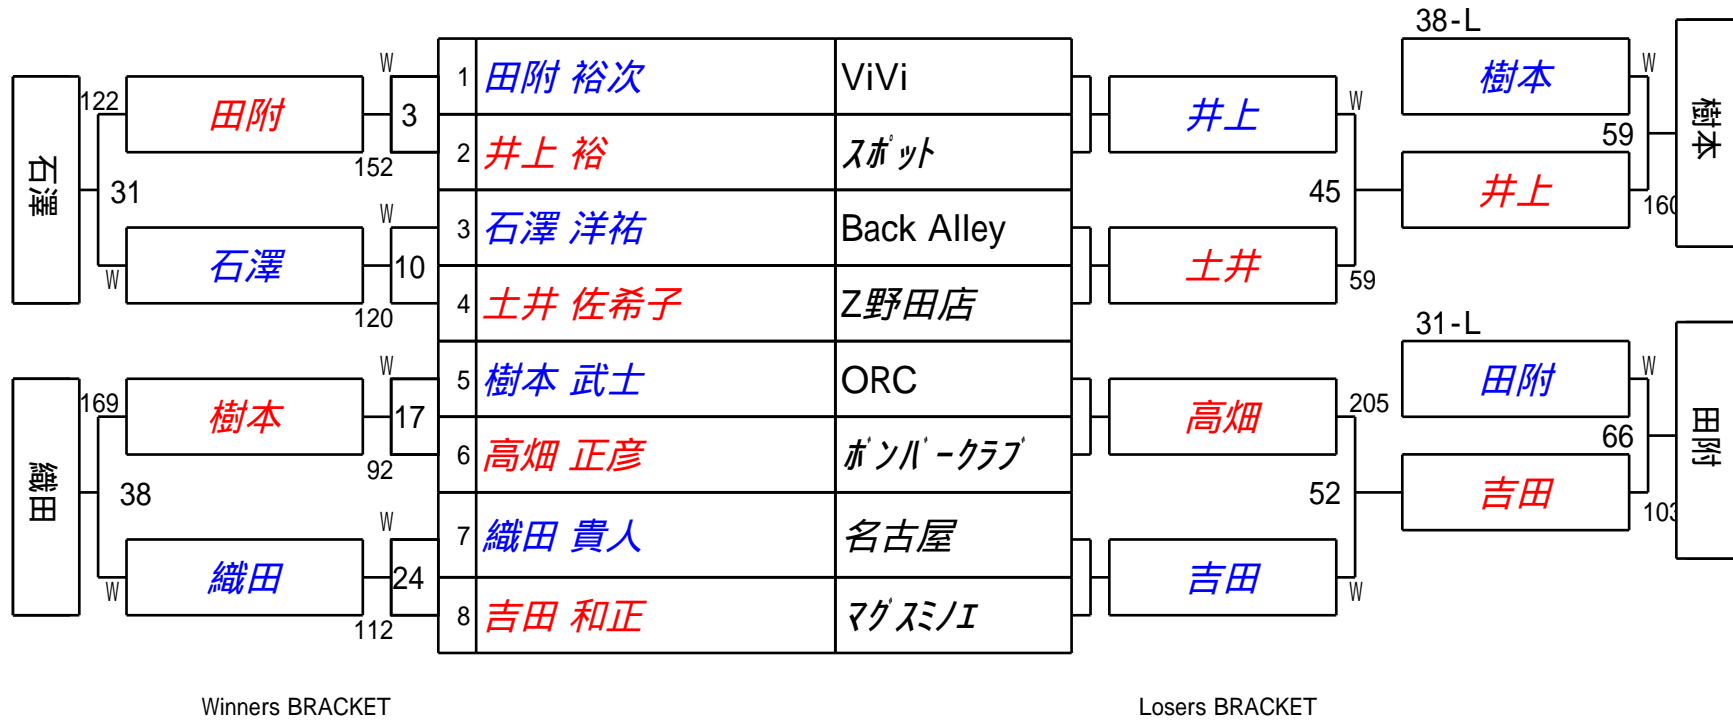 38-L
W 1 田附 裕次 ViVi 樹本 W
122 田附 3 井上 W 樹本
2 井上 裕 スポット 59
152 井上
石澤 31 45 160
W 3 石澤 洋祐 Back Alley
石澤 10 土井
W 59
120 4 土井 佐希子 Z野田店
31-L
W 5 樹本 武士 ORC 田附 W
169 樹本 17 高畑 205 田附
6 高畑 正彦 ボンバークラブ 66
92 吉田
織田 38 52 103
W 7 織田 貴人 名古屋
織田 24 吉田
W W
112 8 吉田 和正 マグスミノエ
Winners BRACKET Losers BRACKET